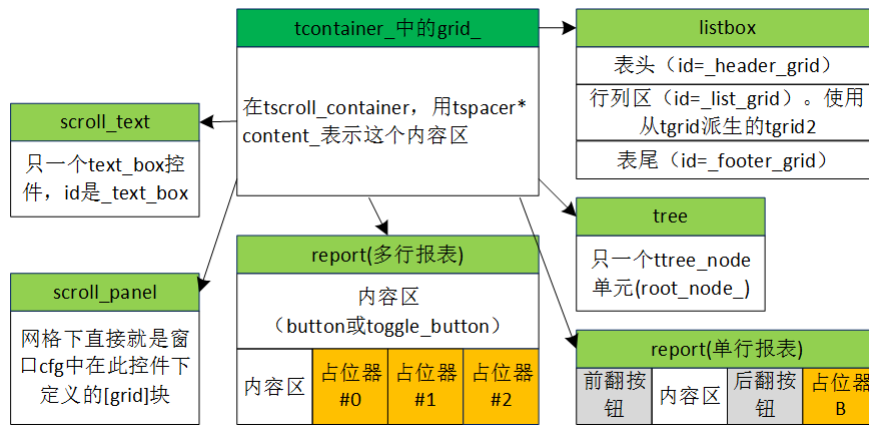 tcontainer_中的grid_
在tscroll_container，用tspacer*
content_表示这个内容区
listbox
表头（id=_header_grid）
行列区（id=_list_grid）。使用
从tgrid派生的tgrid2
表尾（id=_footer_grid）
scroll_text
只一个text_box控
件，id是_text_box
tree
只一个ttree_node
单元(root_node_)
scroll_panel
网格下直接就是窗
口cfg中在此控件下
定义的[grid]块
report(多行报表)
内容区
（button或toggle_button）
内容区
占位器
#0
占位器
#1
占位器
#2
report(单行报表)
前翻按
钮
内容区
后翻按
钮
占位器
B